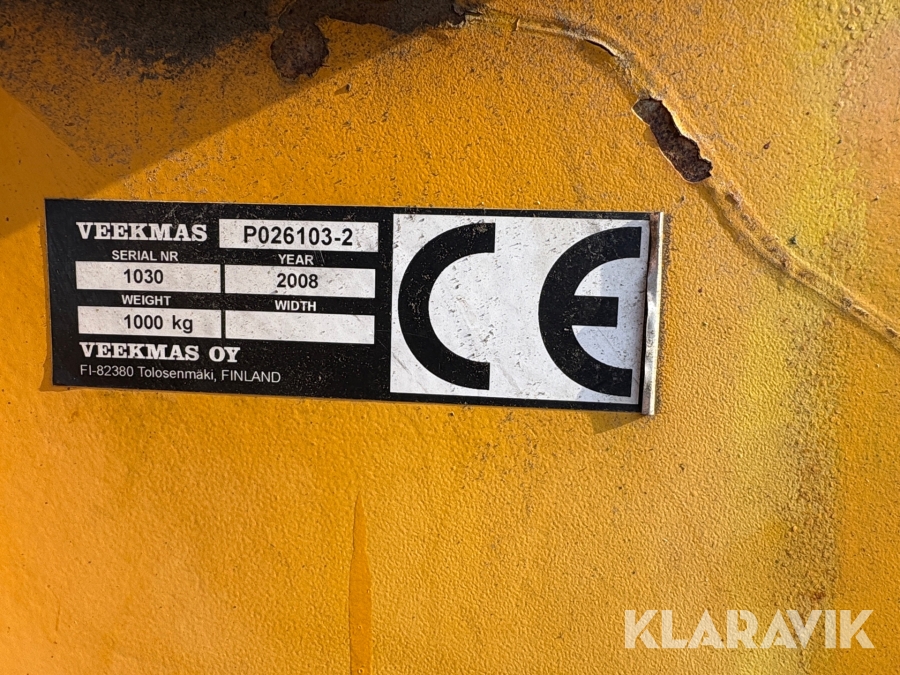 VEEKMAS P026103-2
SERIAL NR YEAR
1030 2008
WEIGHT WIDTH
1000 kg
VEEKMAS OY
FI-82380 Tolosenmäki, FINLAND
CE
KLARAVIK